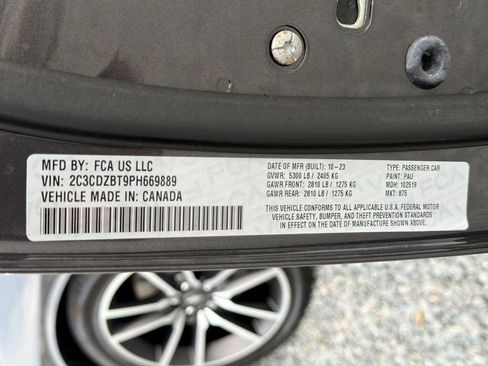 MFD BY: FCA US LLC
VIN: 2C3CDZBT9PH669889
VEHICLE MADE IN: CANADA
DATE OF MFR (BUILT): 10-23
GVWR: 5300 LB / 2405 KG
GAWR FRONT: 2810 LB / 1275 KG
GAWR REAR: 2810 LB / 1275 KG
TYPE: PASSENGER CAR
PAINT: PAU
MDH: 102519
MKT: 875
THIS VEHICLE CONFORMS TO ALL APPLICABLE U.S.A. FEDERAL MOTOR
VEHICLE SAFETY, BUMPER, AND THEFT PREVENTION STANDARDS
IN EFFECT ON THE DATE OF MANUFACTURE SHOWN ABOVE.